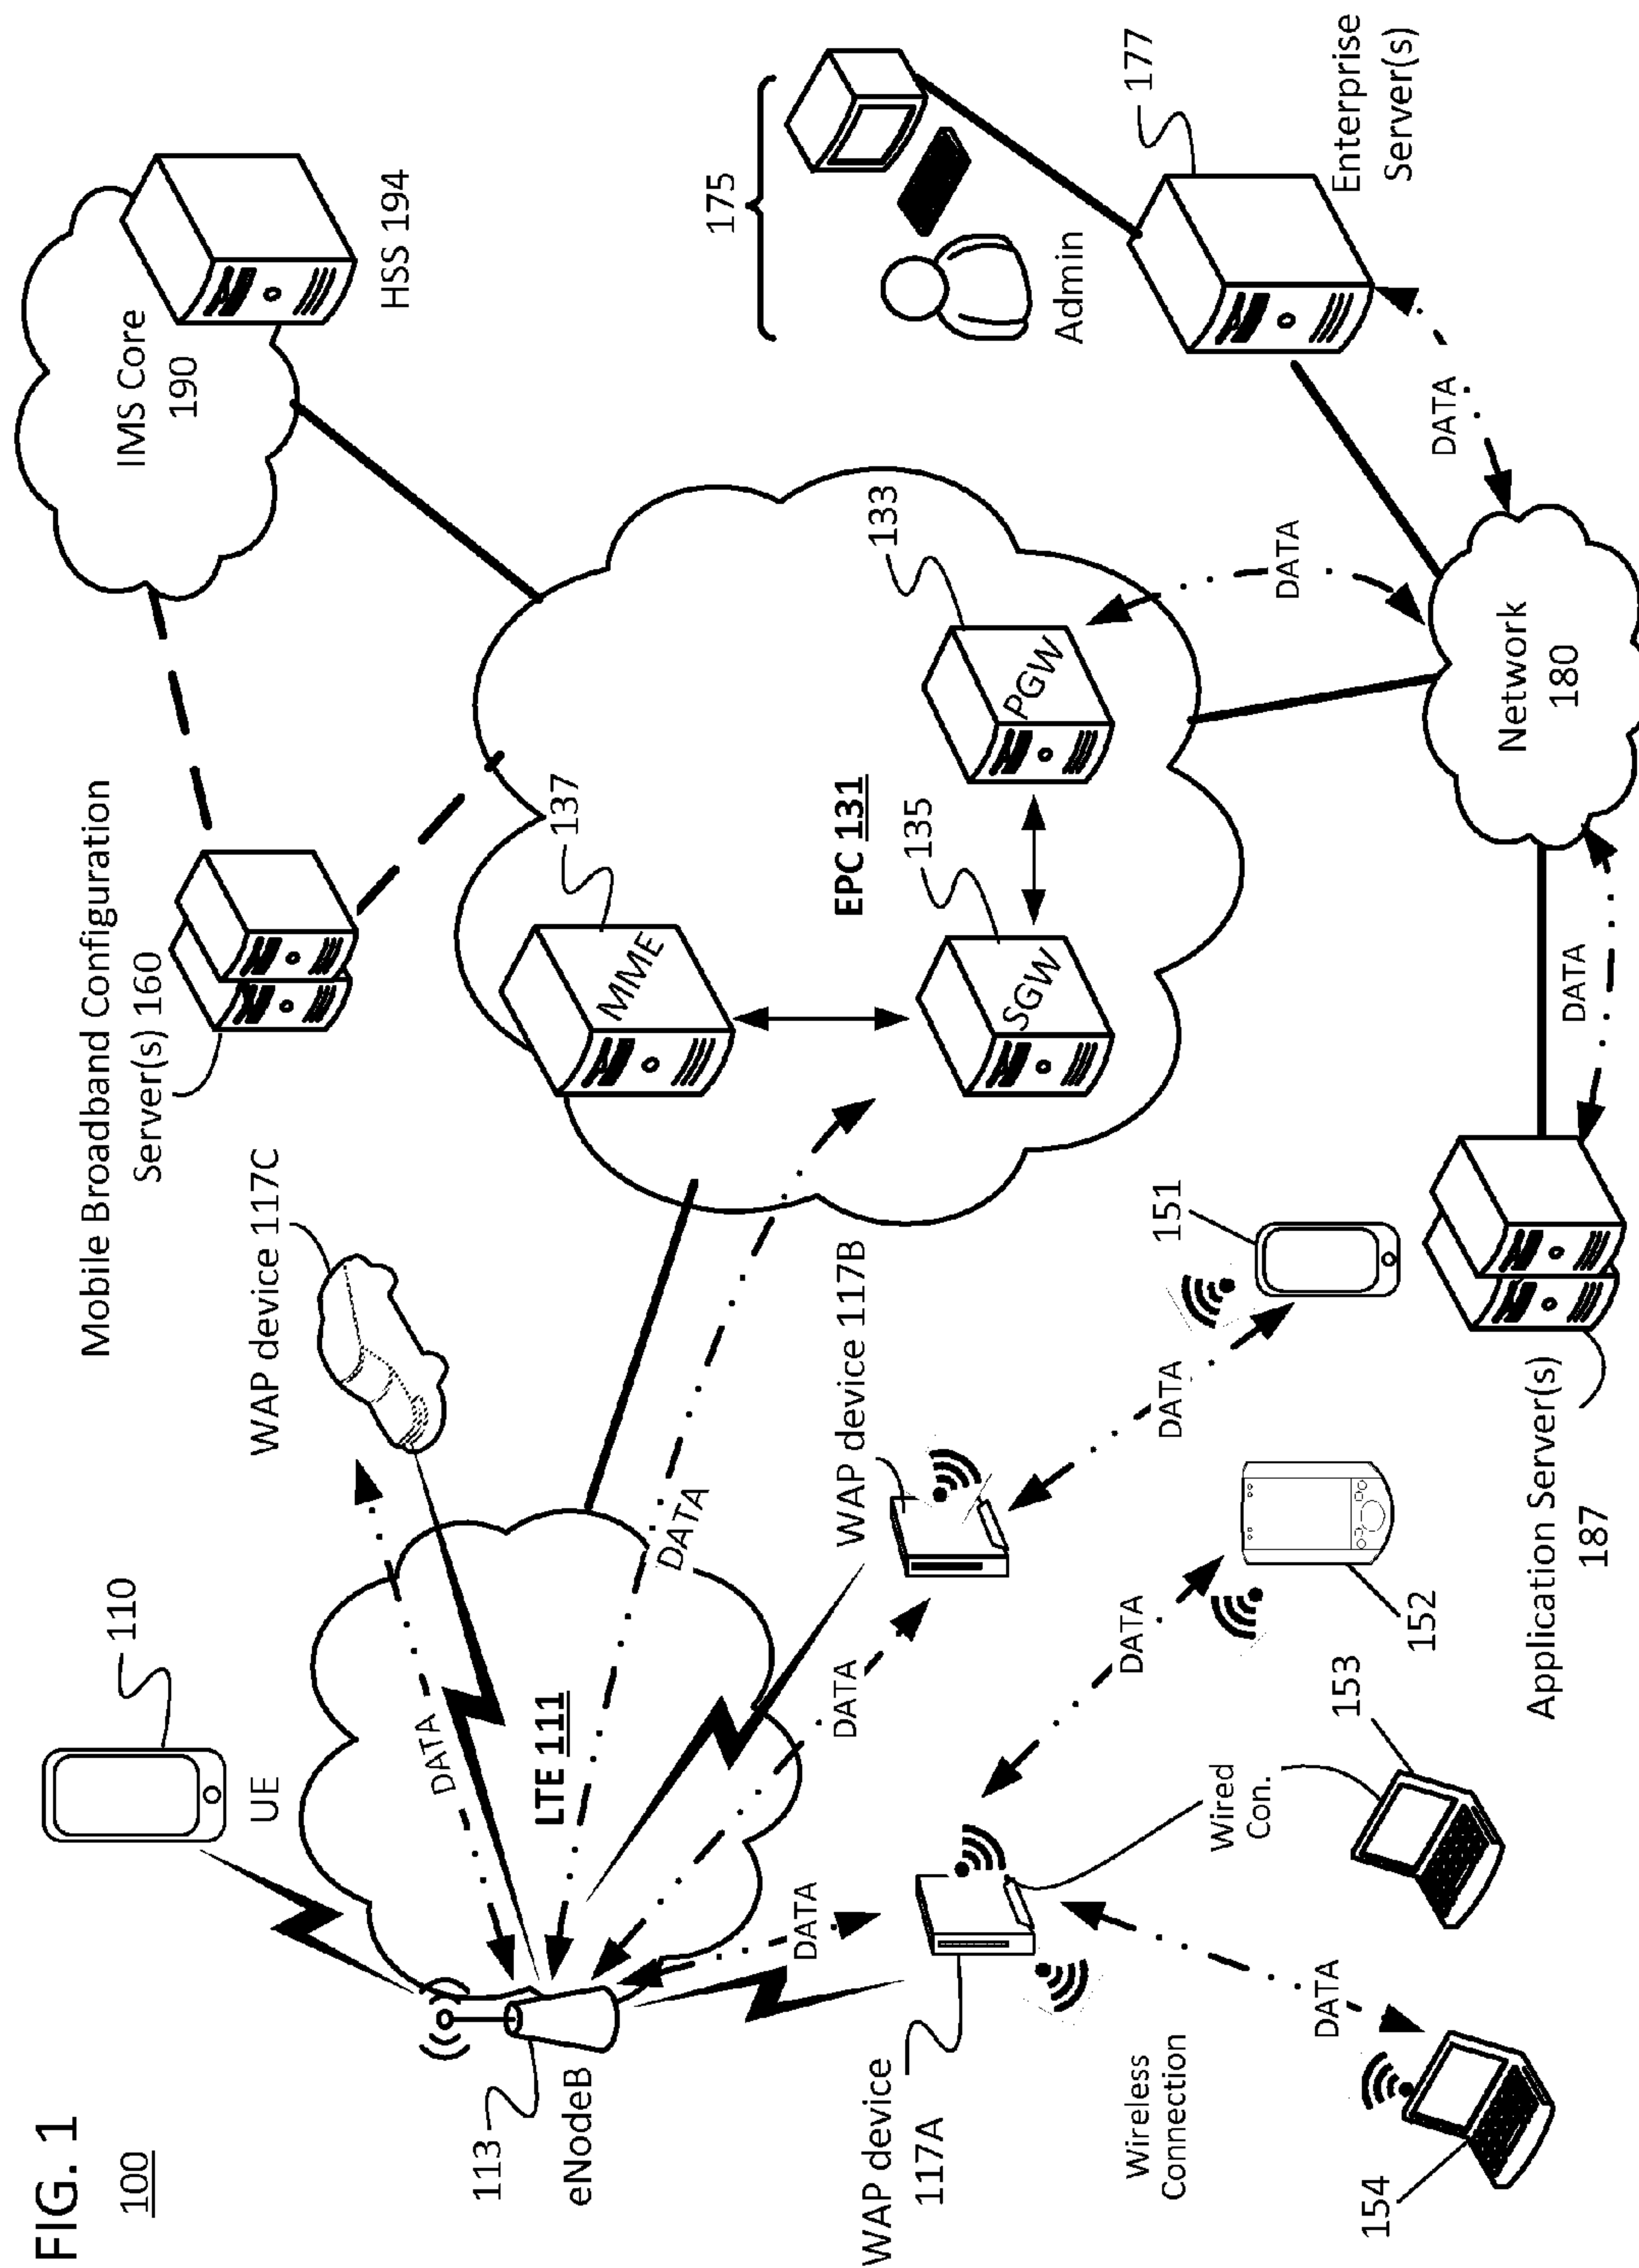 FIG. 1
100
110
UE
113
eNodeB
LTE 111
DATA
DATA
DATA
DATA
WAP device 117C
Mobile Broadband Configuration
Server(s) 160
IMS Core
190
HSS 194
137
MME
EPC 131
135
SGW
133
PGW
DATA
175
Admin
177
Enterprise
Server(s)
DATA
Network
180
DATA
WAP device 117B
WAP device
117A
Wireless
Connection
Wired
Con.
DATA
DATA
DATA
151
152
153
154
Application Server(s)
187